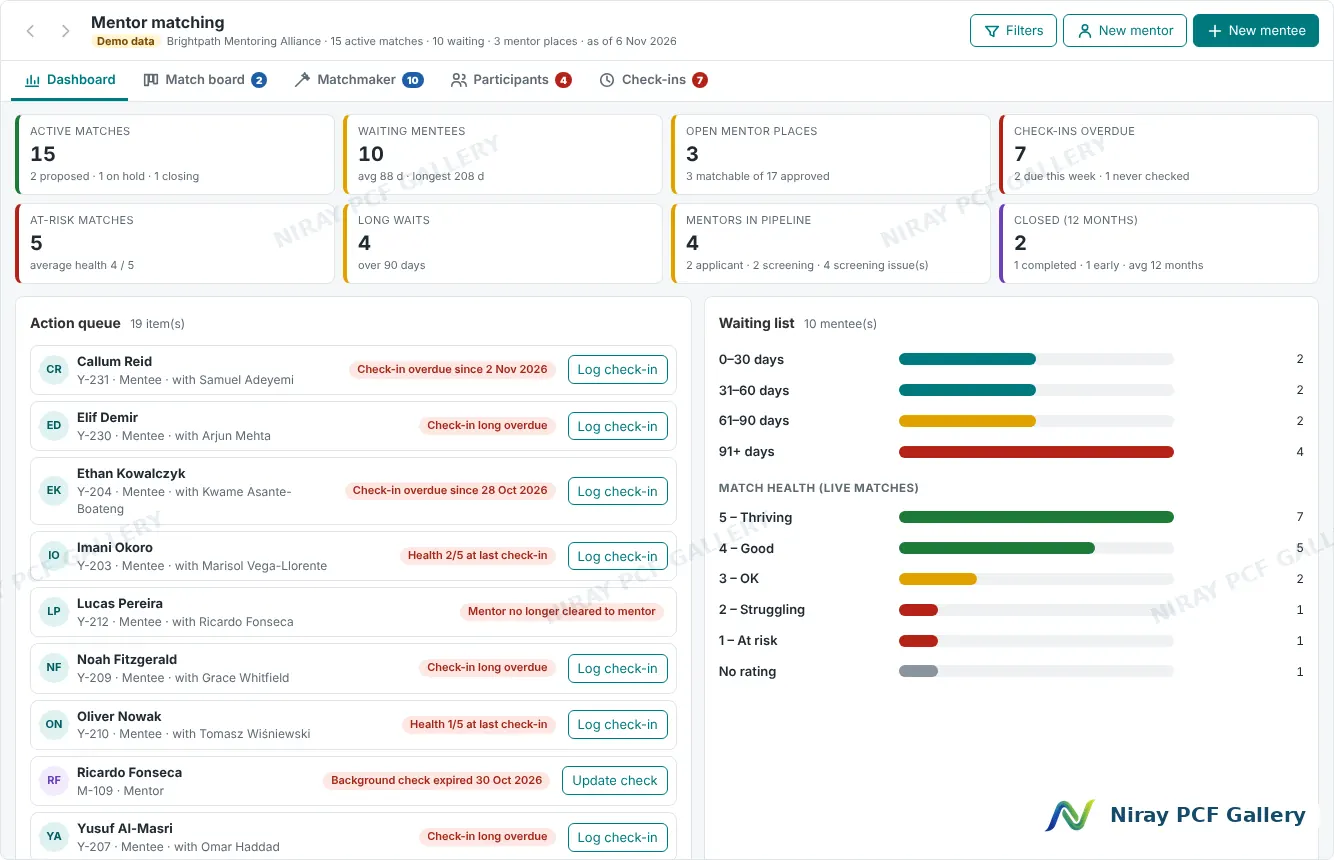 Mentor matching
Demo data Brightpath Mentoring Alliance · 15 active matches · 10 waiting · 3 mentor places · as of 6 Nov 2026
Filters
New mentor
New mentee
Dashboard
Match board 2
Matchmaker 10
Participants 4
Check-ins 7
ACTIVE MATCHES
15
2 proposed · 1 on hold · 1 closing
WAITING MENTEES
10
avg 88 d · longest 208 d
OPEN MENTOR PLACES
3
3 matchable of 17 approved
CHECK-INS OVERDUE
7
2 due this week · 1 never checked
AT-RISK MATCHES
5
average health 4 / 5
LONG WAITS
4
over 90 days
MENTORS IN PIPELINE
4
2 applicant · 2 screening · 4 screening issue(s)
CLOSED (12 MONTHS)
2
1 completed · 1 early · avg 12 months
Action queue 19 item(s)
CR
Callum Reid
Y-231 · Mentee · with Samuel Adeyemi
Check-in overdue since 2 Nov 2026
Log check-in
ED
Elif Demir
Y-230 · Mentee · with Arjun Mehta
Check-in long overdue
Log check-in
EK
Ethan Kowalczyk
Y-204 · Mentee · with Kwame Asante-
Boateng
Check-in overdue since 28 Oct 2026
Log check-in
IO
Imani Okoro
Y-203 · Mentee · with Marisol Vega-Llorente
Health 2/5 at last check-in
Log check-in
LP
Lucas Pereira
Y-212 · Mentee · with Ricardo Fonseca
Mentor no longer cleared to mentor
NF
Noah Fitzgerald
Y-209 · Mentee · with Grace Whitfield
Check-in long overdue
Log check-in
ON
Oliver Nowak
Y-210 · Mentee · with Tomasz Wiśniewski
Health 1/5 at last check-in
Log check-in
RF
Ricardo Fonseca
M-109 · Mentor
Background check expired 30 Oct 2026
Update check
YA
Yusuf Al-Masri
Y-207 · Mentee · with Omar Haddad
Check-in long overdue
Log check-in
Waiting list 10 mentee(s)
0–30 days 2
31–60 days 2
61–90 days 2
91+ days 4
MATCH HEALTH (LIVE MATCHES)
5 – Thriving 7
4 – Good 5
3 – OK 2
2 – Struggling 1
1 – At risk 1
No rating 1
NIRAY PCF GALLERY
NIRAY PCF GALLERY
PCF GALLERY
NIRAY PCF GALLERY
NIRAY PCF GALL
Niray PCF Gallery